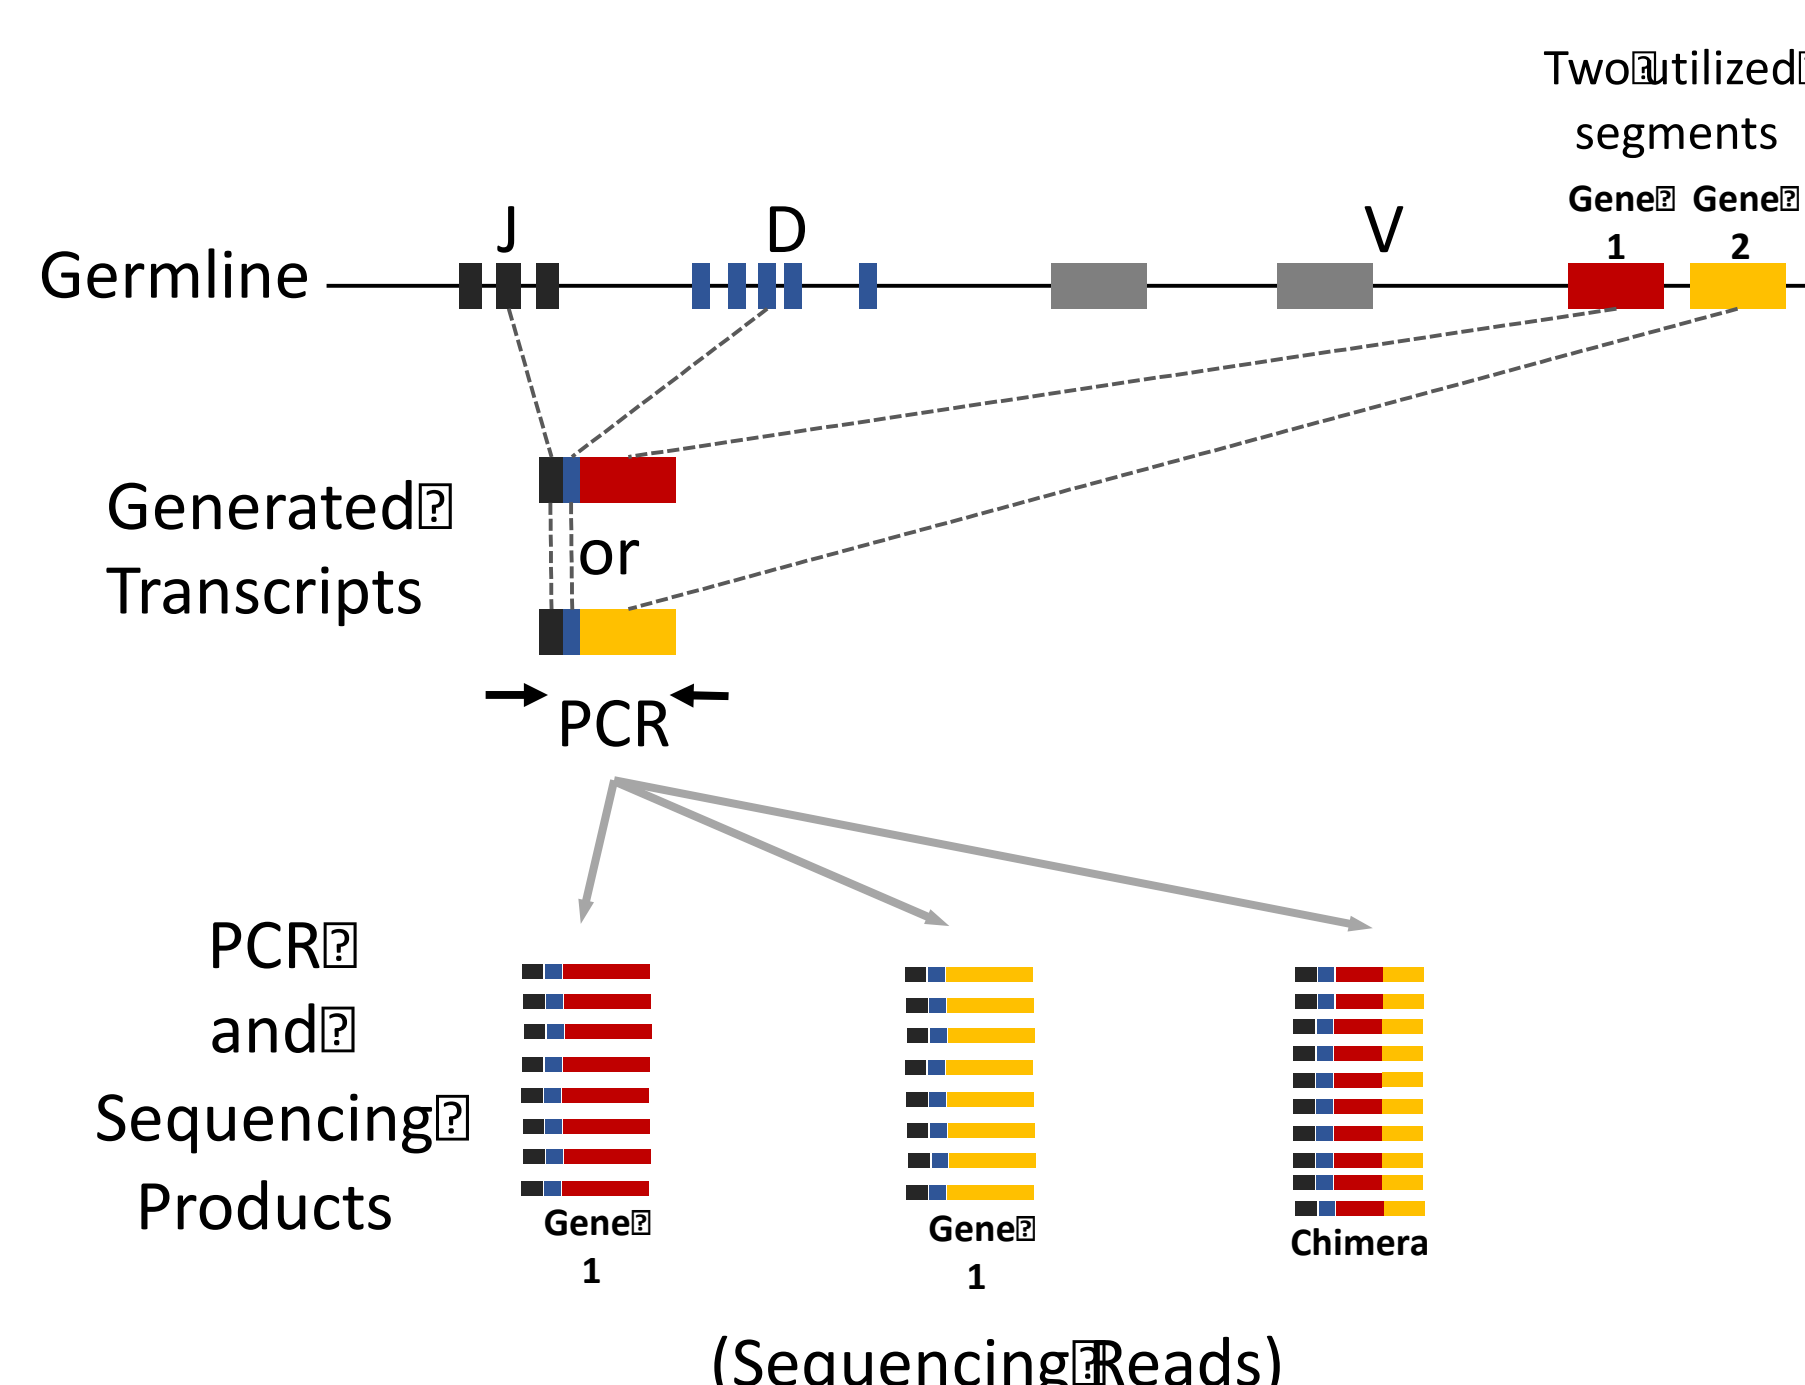 Two utilized
segments
Gene Gene
1 2
J D V
Germline
Generated
Transcripts
or
PCR
PCR
and
Sequencing
Products
Gene
1
Gene
1
Chimera
(Sequencing Reads)